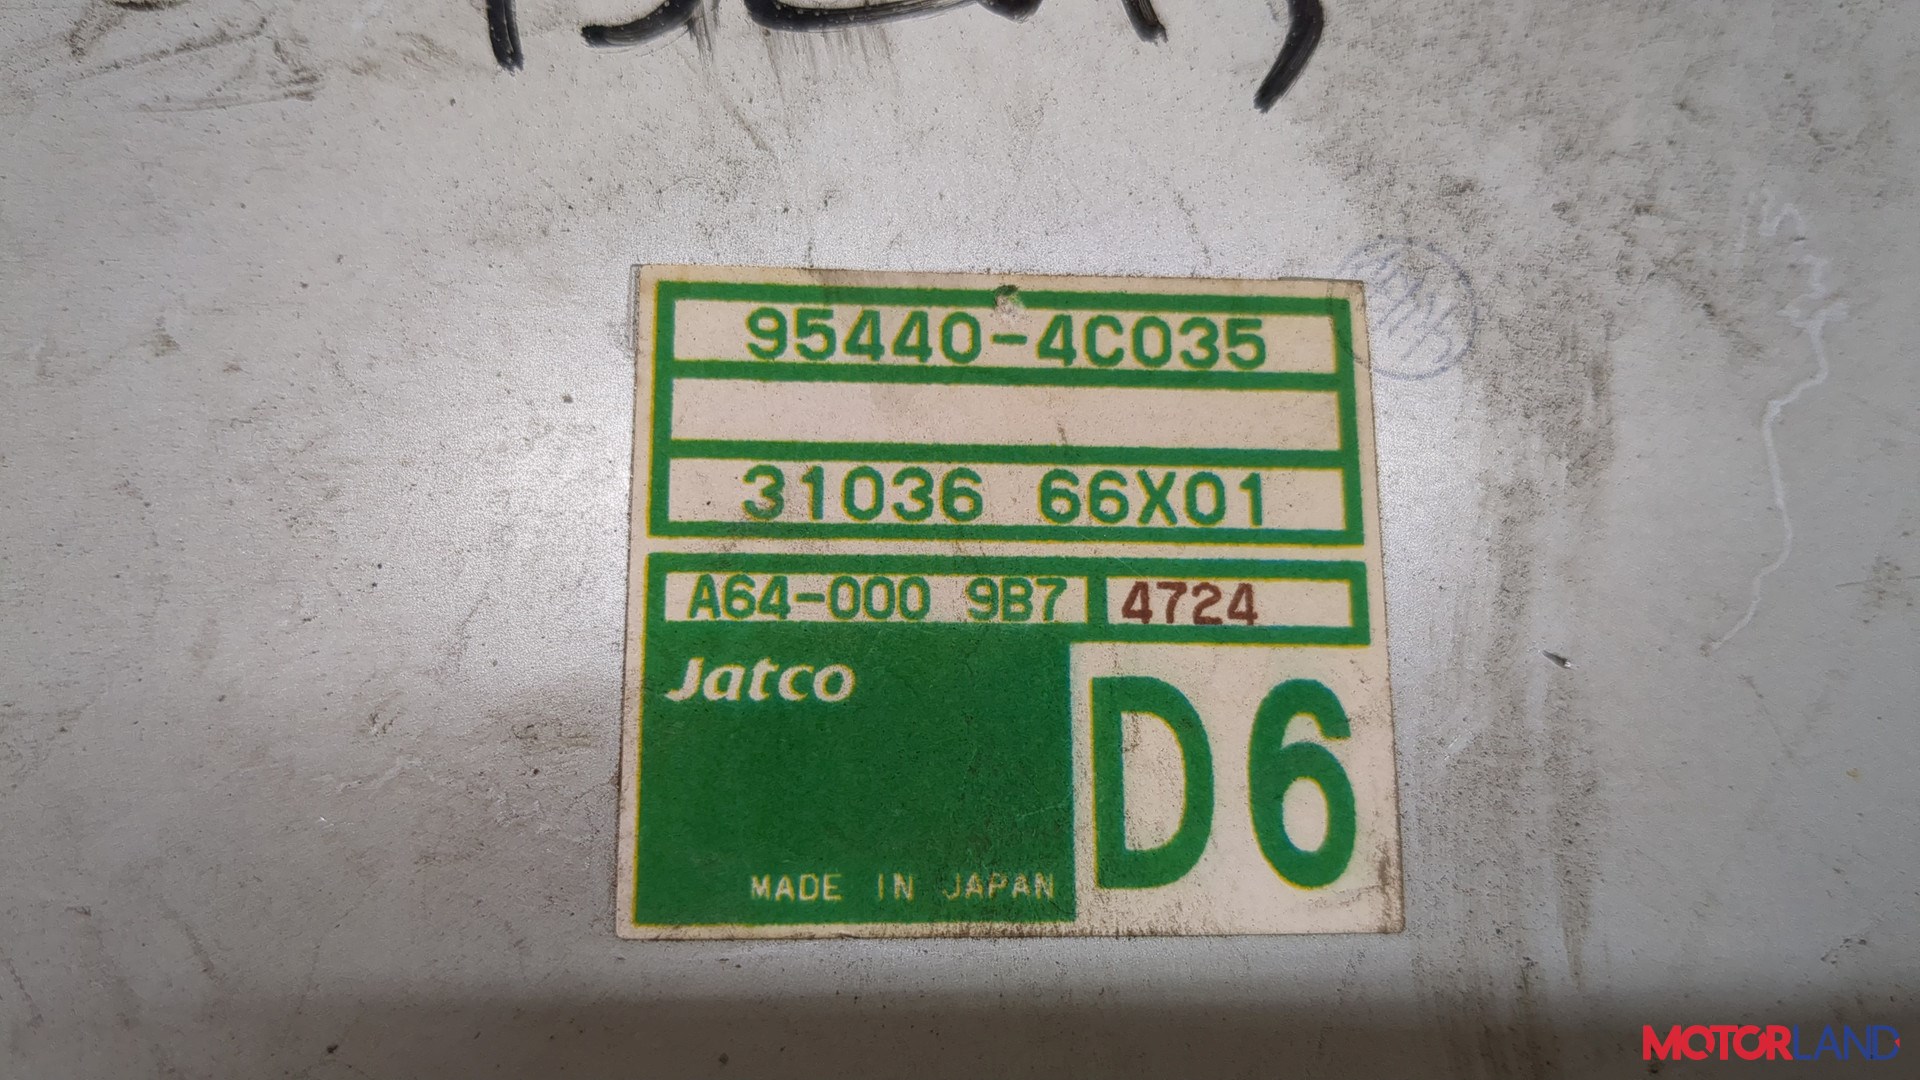 95440-4C035
31036 66X01
A64-000 9B7 4724
Jatco
D6
MADE IN JAPAN
MOTORLAND